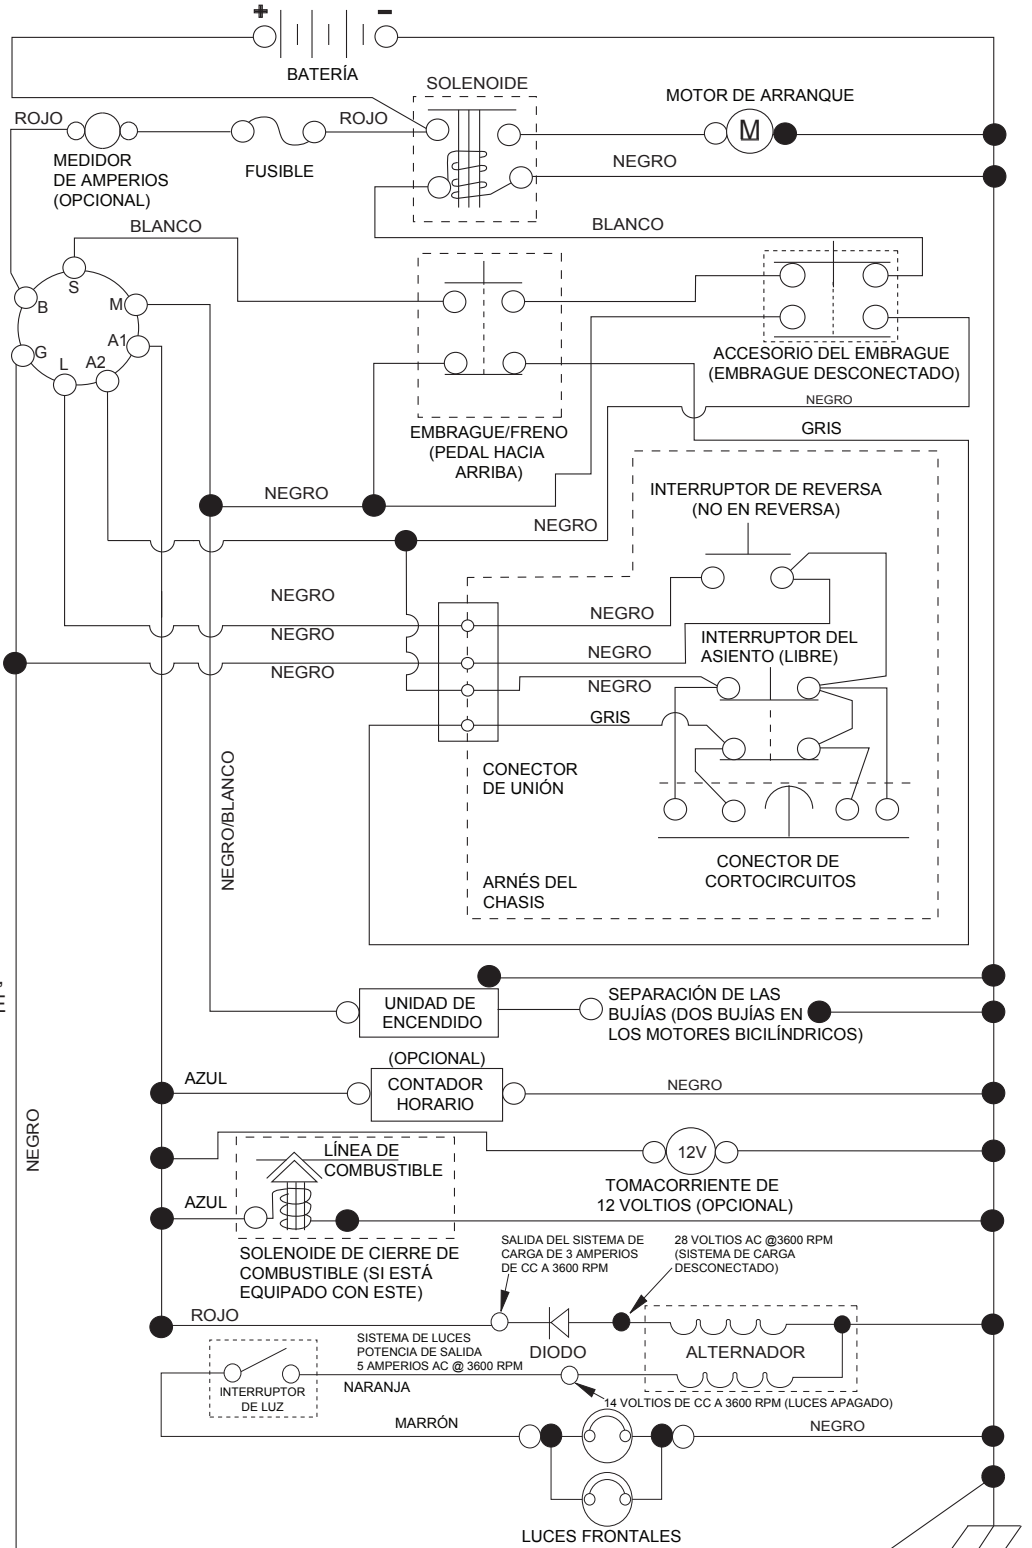 + -
BATERÍA
SOLENOIDE
MOTOR DE ARRANQUE
M
ROJO
ROJO
NEGRO
MEDIDOR
DE AMPERIOS
(OPCIONAL)
FUSIBLE
BLANCO
BLANCO
S
B
M
G
A1
L
A2
ACCESORIO DEL EMBRAGUE
(EMBRAGUE DESCONECTADO)
NEGRO
EMBRAGUE/FRENO
(PEDAL HACIA
ARRIBA)
GRIS
NEGRO
INTERRUPTOR DE REVERSA
(NO EN REVERSA)
NEGRO
NEGRO
NEGRO
NEGRO
INTERRUPTOR DEL
ASIENTO (LIBRE)
NEGRO
NEGRO
NEGRO
GRIS
CONECTOR
DE UNIÓN
NEGRO/BLANCO
CONECTOR DE
CORTOCIRCUITOS
ARNÉS DEL
CHASIS
UNIDAD DE
ENCENDIDO
SEPARACIÓN DE LAS
BUJÍAS (DOS BUJÍAS EN
LOS MOTORES BICILÍNDRICOS)
(OPCIONAL)
AZUL
CONTADOR
HORARIO
NEGRO
NEGRO
LÍNEA DE
COMBUSTIBLE
12V
TOMACORRIENTE DE
12 VOLTIOS (OPCIONAL)
AZUL
SOLENOIDE DE CIERRE DE
COMBUSTIBLE (SI ESTÁ
EQUIPADO CON ESTE)
SALIDA DEL SISTEMA DE
CARGA DE 3 AMPERIOS
DE CC A 3600 RPM
28 VOLTIOS AC @3600 RPM
(SISTEMA DE CARGA
DESCONECTADO)
ROJO
DIODO
ALTERNADOR
SISTEMA DE LUCES
POTENCIA DE SALIDA
5 AMPERIOS AC @ 3600 RPM
NARANJA
INTERRUPTOR
DE LUZ
14 VOLTIOS DE CC A 3600 RPM (LUCES APAGADO)
MARRÓN
NEGRO
LUCES FRONTALES